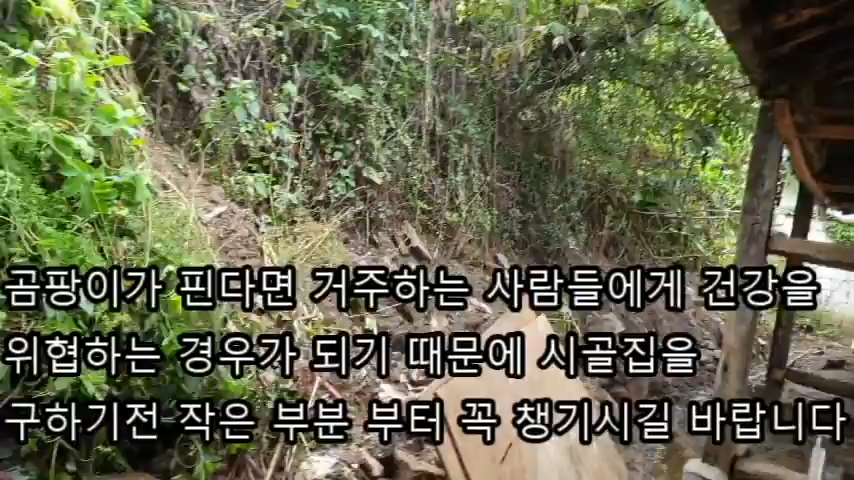 곰팡이가 핀다면 거주하는 사람들에게 건강을
위협하는 경우가 되기 때문에 시골집을
구하기전 작은 부분 부터 꼭 챙기시길 바랍니다